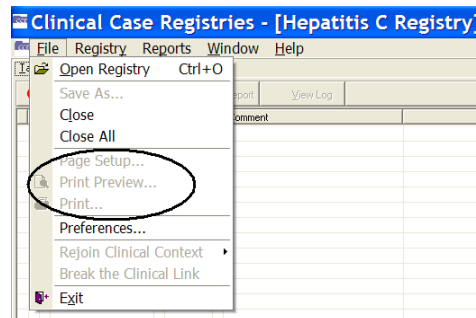 Clinical Case Registries - [Hepatitis C Registry]
File Registry Reports Window Help
Open Registry Ctrl+O
Save As...
View Log
Close
Comment
Close All
Page Setup...
Print Preview...
Print...
Preferences...
Rejoin Clinical Context
Break the Clinical Link
Exit